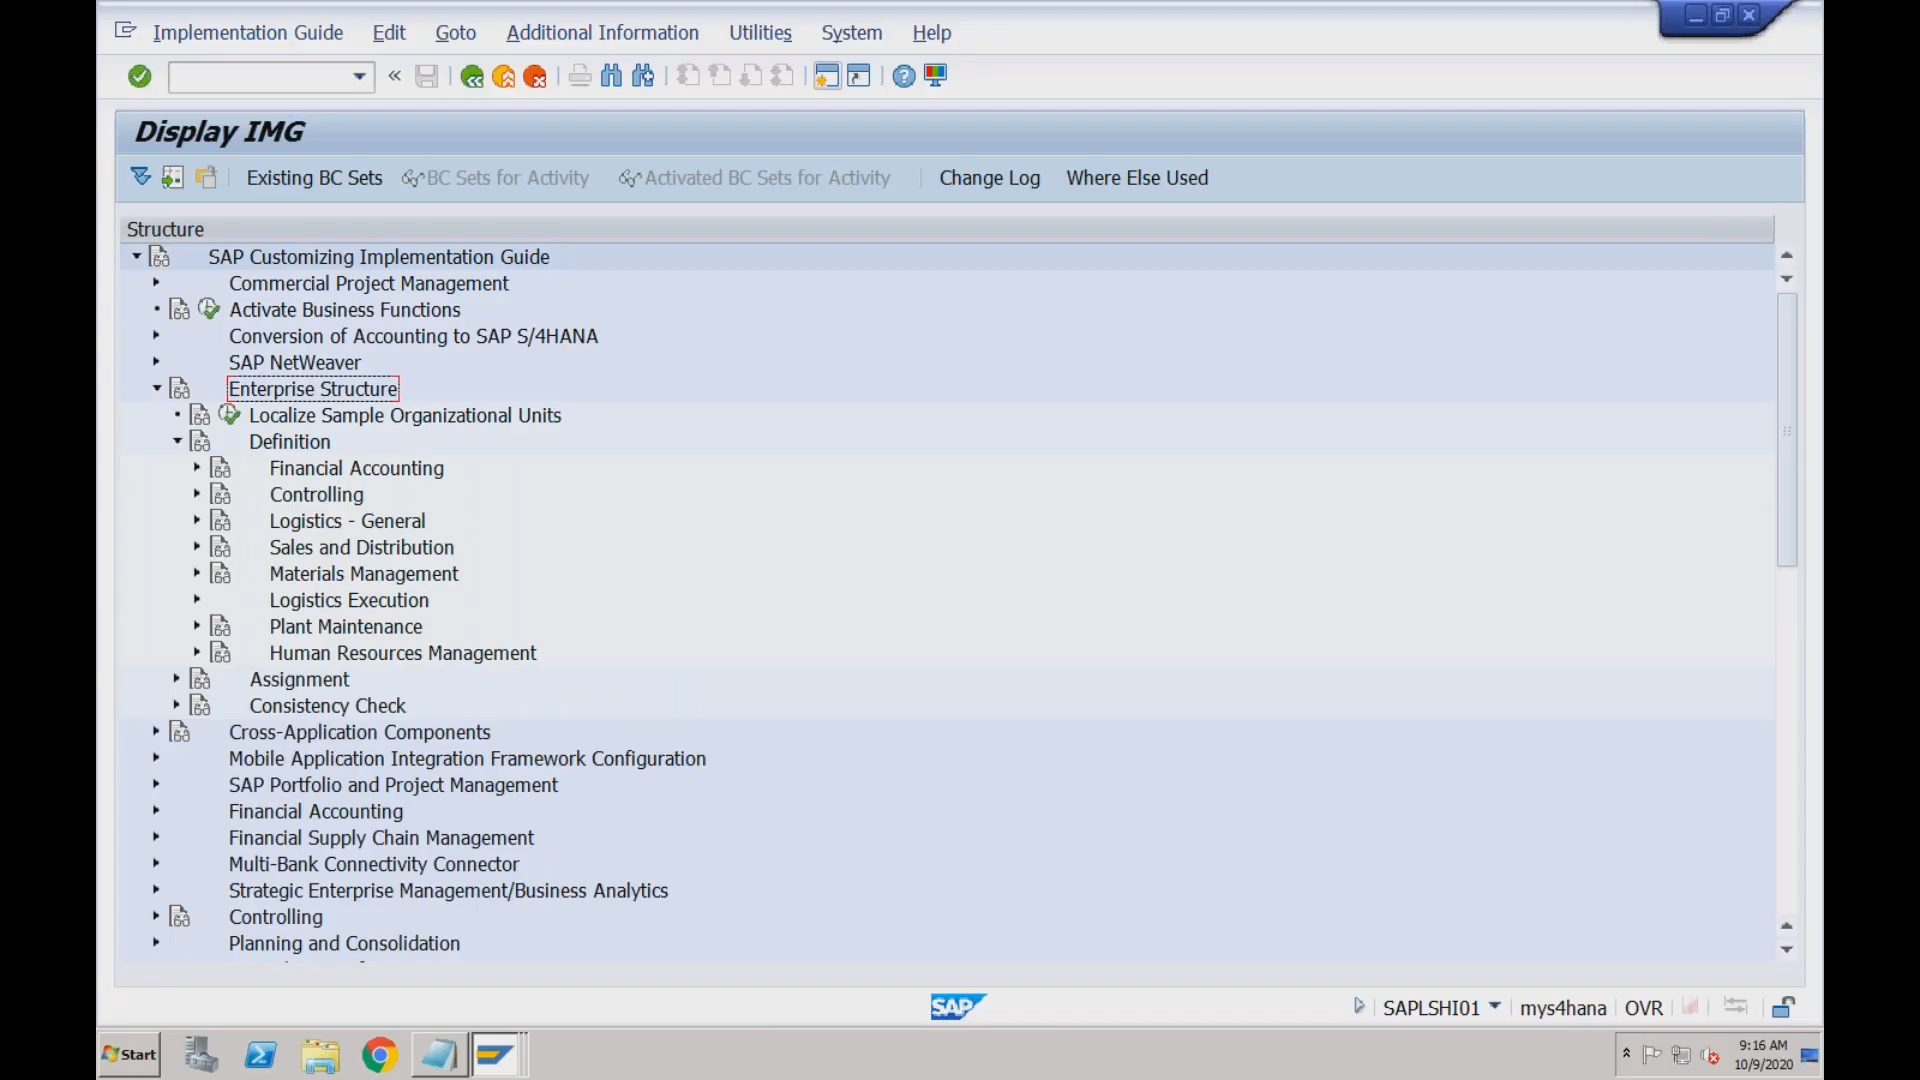 Implementation Guide Edit Goto Additional Information Utilities System Help
Display IMG
Existing BC Sets BC Sets for Activity Activated BC Sets for Activity Change Log Where Else Used
Structure
SAP Customizing Implementation Guide
Commercial Project Management
Activate Business Functions
Conversion of Accounting to SAP S/4HANA
SAP NetWeaver
Enterprise Structure
Localize Sample Organizational Units
Definition
Financial Accounting
Controlling
Logistics - General
Sales and Distribution
Materials Management
Logistics Execution
Plant Maintenance
Human Resources Management
Assignment
Consistency Check
Cross-Application Components
Mobile Application Integration Framework Configuration
SAP Portfolio and Project Management
Financial Accounting
Financial Supply Chain Management
Multi-Bank Connectivity Connector
Strategic Enterprise Management/Business Analytics
Controlling
Planning and Consolidation
SAP SAPLSHI01 mys4hana OVR
Start 9:16 AM
10/9/2020